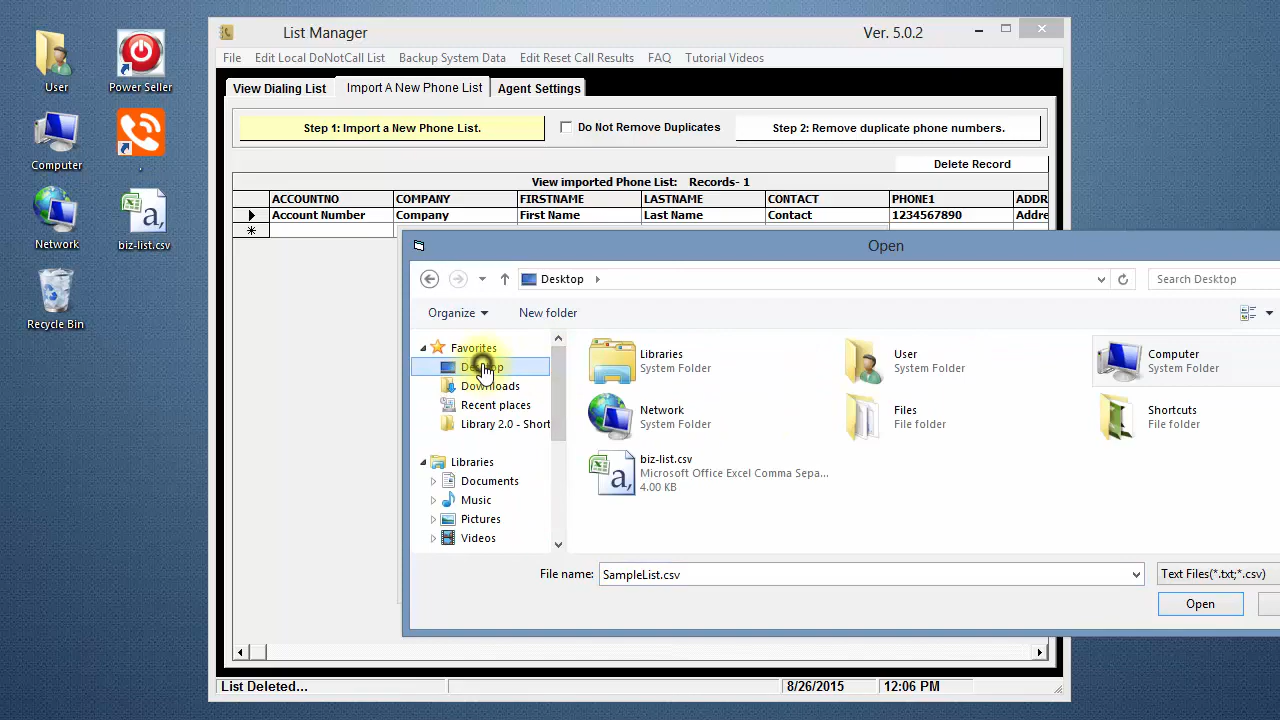 User
Power Seller
Computer
.
Network
biz-list.csv
Recycle Bin
List Manager
Ver. 5.0.2
File Edit Local DoNotCall List Backup System Data Edit Reset Call Results FAQ Tutorial Videos
View Dialing List Import A New Phone List Agent Settings
Step 1: Import a New Phone List.
Do Not Remove Duplicates
Step 2: Remove duplicate phone numbers.
Delete Record
View imported Phone List: Records- 1
ACCOUNTNO COMPANY FIRSTNAME LASTNAME CONTACT PHONE1 ADDR
Account Number Company First Name Last Name Contact 1234567890 Addre
Open
Desktop
Search Desktop
Organize New folder
Favorites
Desktop
Downloads
Recent places
Library 2.0 - Short
Libraries
Documents
Music
Pictures
Videos
Libraries
System Folder
User
System Folder
Computer
System Folder
Network
System Folder
Files
File folder
Shortcuts
File folder
biz-list.csv
Microsoft Office Excel Comma Sepa...
4.00 KB
File name: SampleList.csv
Text Files(*.txt;*.csv)
Open
List Deleted...
8/26/2015
12:06 PM